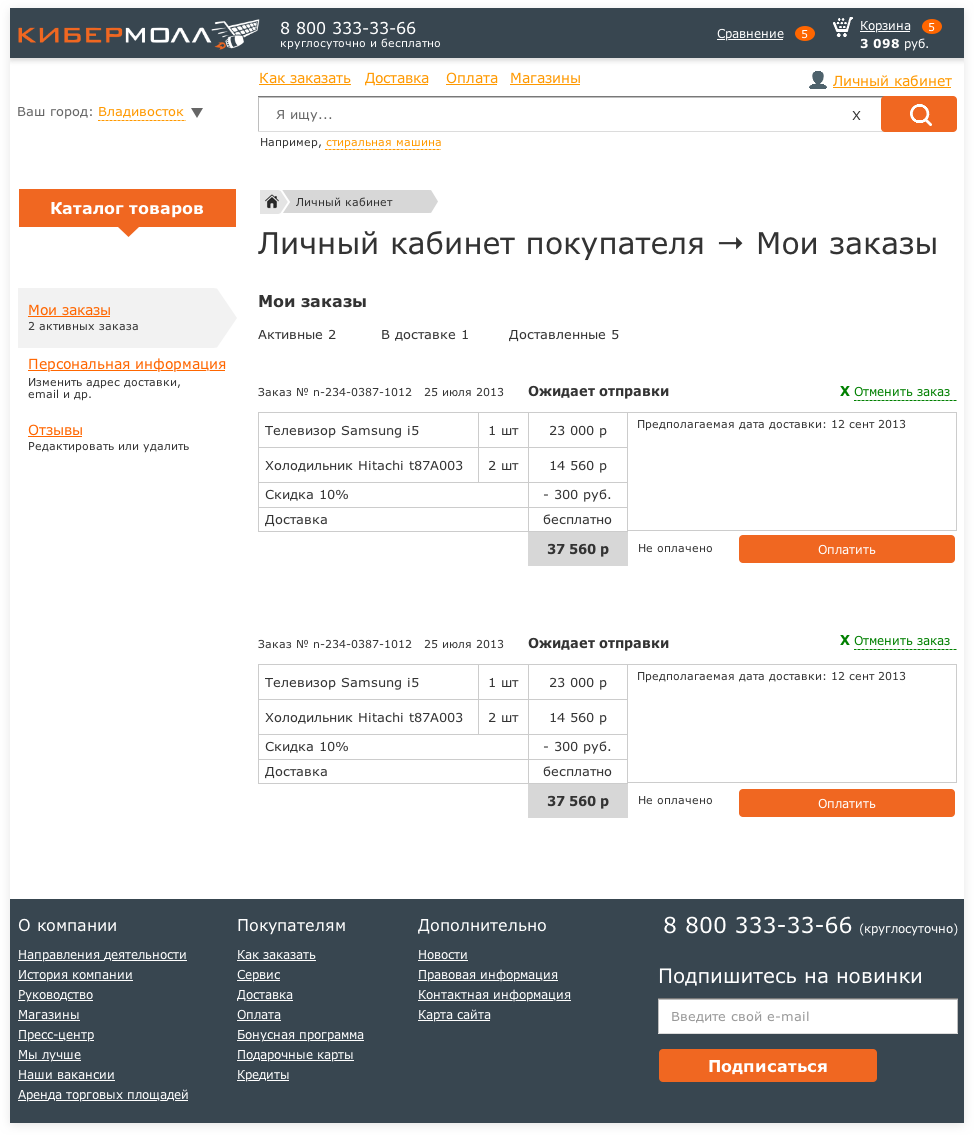 КИБЕРМОЛЛ
8 800 333-33-66
круглосуточно и бесплатно
Сравнение 5
Корзина 5
3 098 руб.
Как заказать Доставка Оплата Магазины
Личный кабинет
Ваш город: Владивосток ▼
Я ищу... X
Например, стиральная машина
Каталог товаров
Личный кабинет
Личный кабинет покупателя → Мои заказы
Мои заказы
2 активных заказа
Персональная информация
Изменить адрес доставки,
email и др.
Отзывы
Редактировать или удалить
Мои заказы
Активные 2 В доставке 1 Доставленные 5
Заказ № n-234-0387-1012 25 июля 2013 Ожидает отправки X Отменить заказ
Телевизор Samsung i5 1 шт 23 000 р Предполагаемая дата доставки: 12 сент 2013
Холодильник Hitachi t87A003 2 шт 14 560 р
Скидка 10% - 300 руб.
Доставка бесплатно
37 560 р Не оплачено Оплатить
Заказ № n-234-0387-1012 25 июля 2013 Ожидает отправки X Отменить заказ
Телевизор Samsung i5 1 шт 23 000 р Предполагаемая дата доставки: 12 сент 2013
Холодильник Hitachi t87A003 2 шт 14 560 р
Скидка 10% - 300 руб.
Доставка бесплатно
37 560 р Не оплачено Оплатить
О компании
Направления деятельности
История компании
Руководство
Магазины
Пресс-центр
Мы лучше
Наши вакансии
Аренда торговых площадей
Покупателям
Как заказать
Сервис
Доставка
Оплата
Бонусная программа
Подарочные карты
Кредиты
Дополнительно
Новости
Правовая информация
Контактная информация
Карта сайта
8 800 333-33-66 (круглосуточно)
Подпишитесь на новинки
Введите свой e-mail
Подписаться